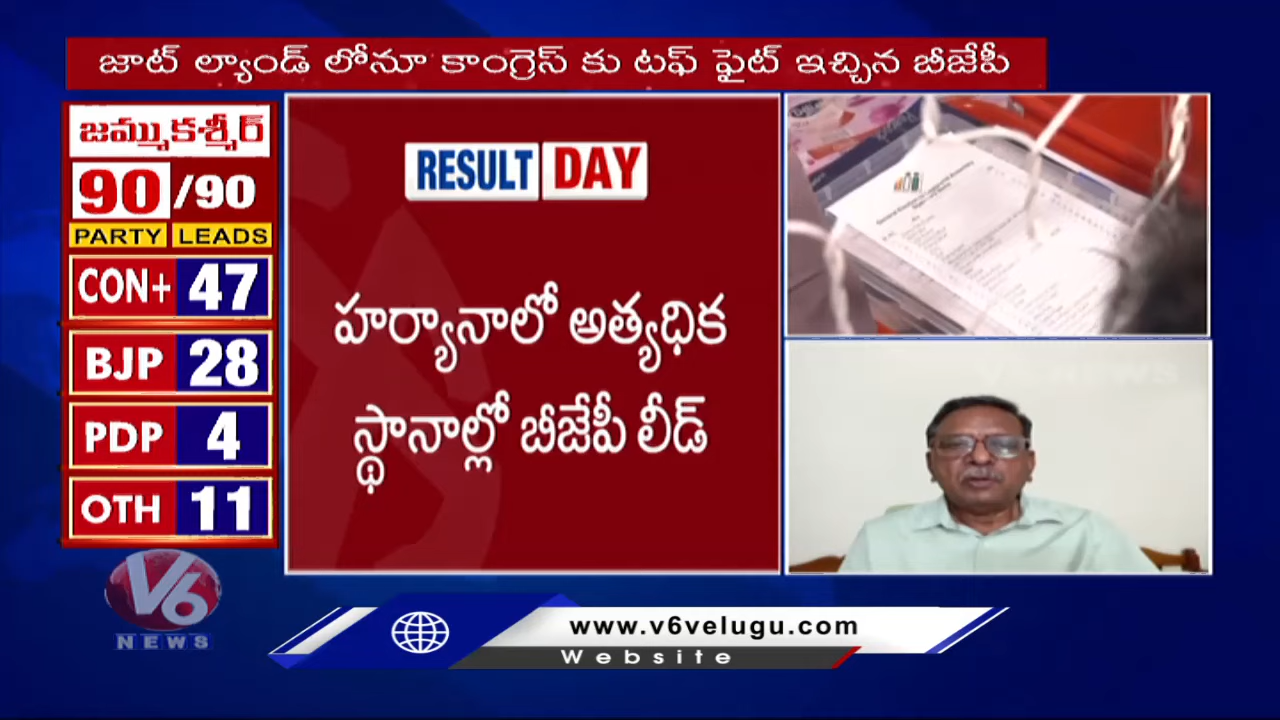 జాట్ ల్యాండ్ లోనూ కాంగ్రెస్ కు టఫ్ ఫైట్ ఇచ్చిన బీజేపీ
జమ్ముకశ్మీర్
90/90
PARTY LEADS
CON+ 47
BJP 28
PDP 4
OTH 11
RESULT DAY
హర్యానాలో అత్యధిక
స్థానాల్లో బీజేపీ లీడ్
V6
NEWS
www.v6velugu.com
Website